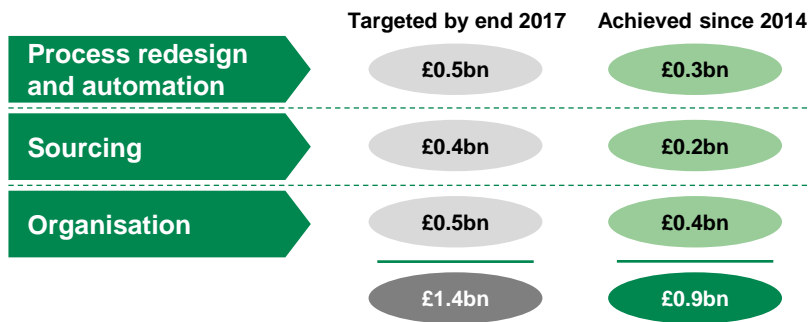 Targeted by end 2017 Achieved since 2014
Process redesign
and automation
£0.5bn £0.3bn
Sourcing £0.4bn £0.2bn
Organisation £0.5bn £0.4bn
£1.4bn £0.9bn